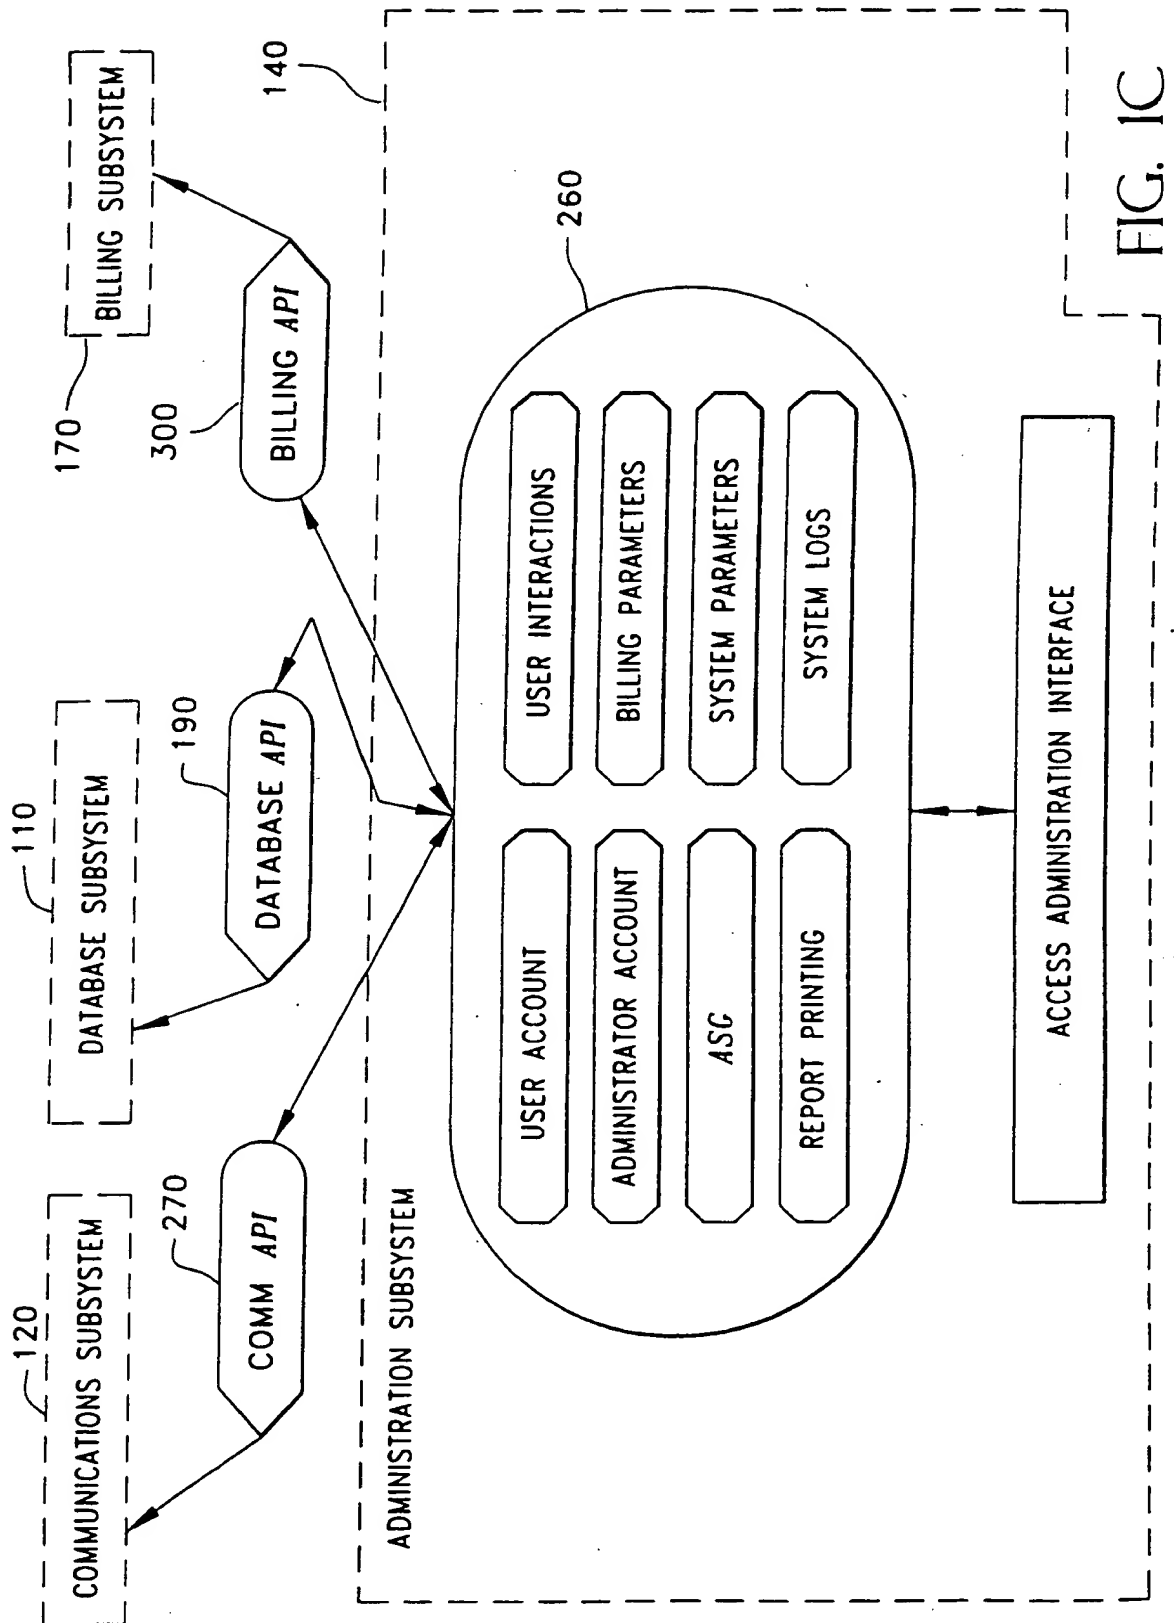 120
COMMUNICATIONS SUBSYSTEM
110
DATABASE SUBSYSTEM
170
BILLING SUBSYSTEM
270
COMM API
190
DATABASE API
300
BILLING API
140
ADMINISTRATION SUBSYSTEM
260
USER ACCOUNT
USER INTERACTIONS
ADMINISTRATOR ACCOUNT
BILLING PARAMETERS
ASG
SYSTEM PARAMETERS
REPORT PRINTING
SYSTEM LOGS
ACCESS ADMINISTRATION INTERFACE
FIG. 1C